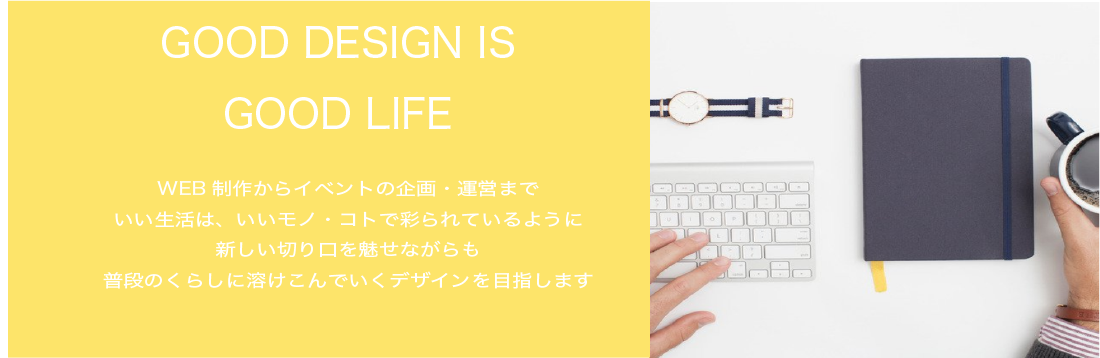 GOOD DESIGN IS
GOOD LIFE
WEB 制作からイベントの企画・運営まで
いい生活は、いいモノ・コトで彩られているように
新しい切り口を魅せながらも
普段のくらしに溶けこんでいくデザインを目指します